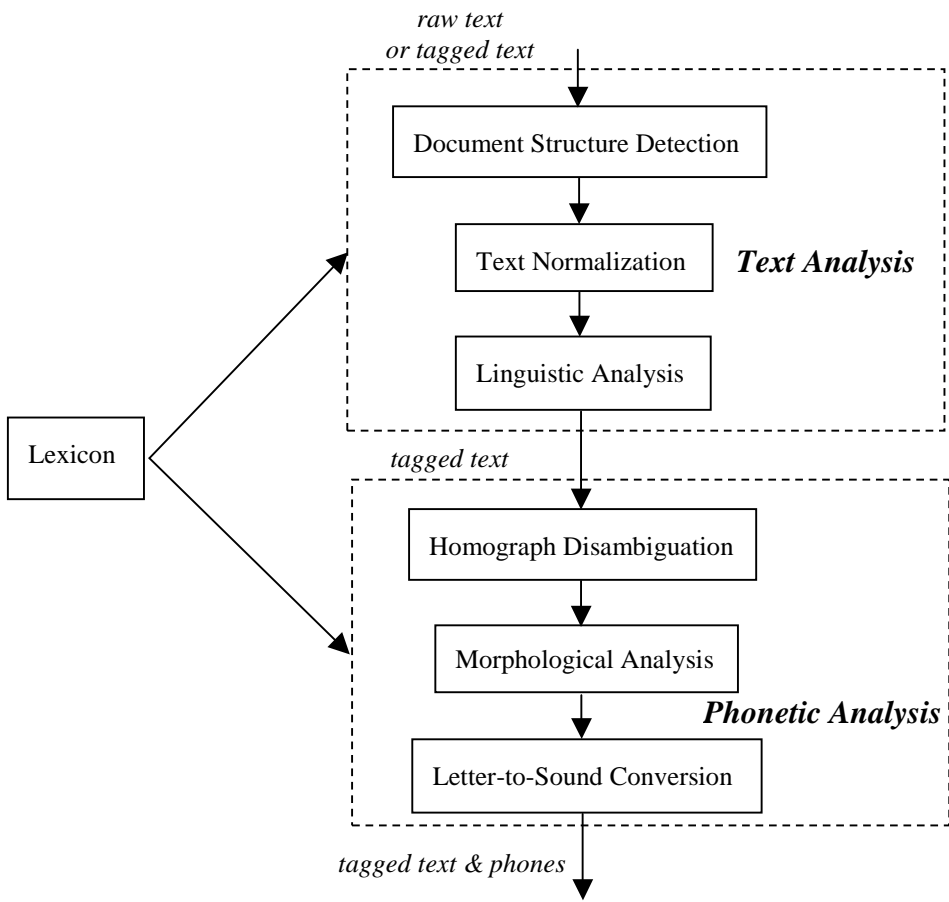 raw text
or tagged text
Document Structure Detection
Text Normalization
Text Analysis
Linguistic Analysis
Lexicon
tagged text
Homograph Disambiguation
Morphological Analysis
Phonetic Analysis
Letter-to-Sound Conversion
tagged text & phones